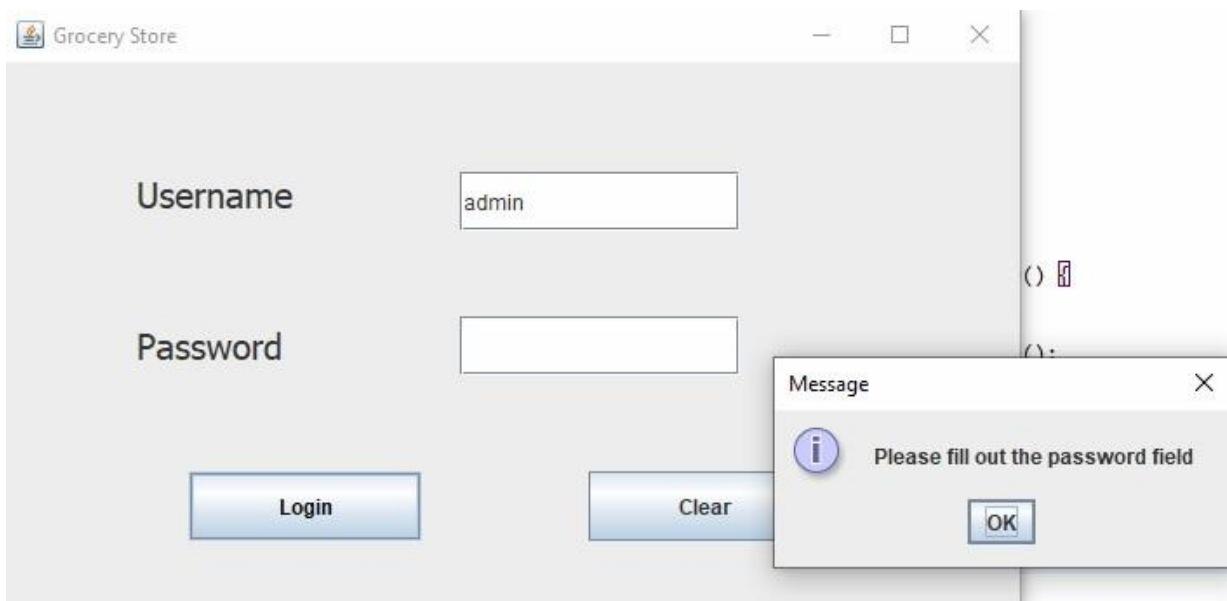 Grocery Store
Username
admin
() {
Password
();
Message
Please fill out the password field
Login
Clear
OK